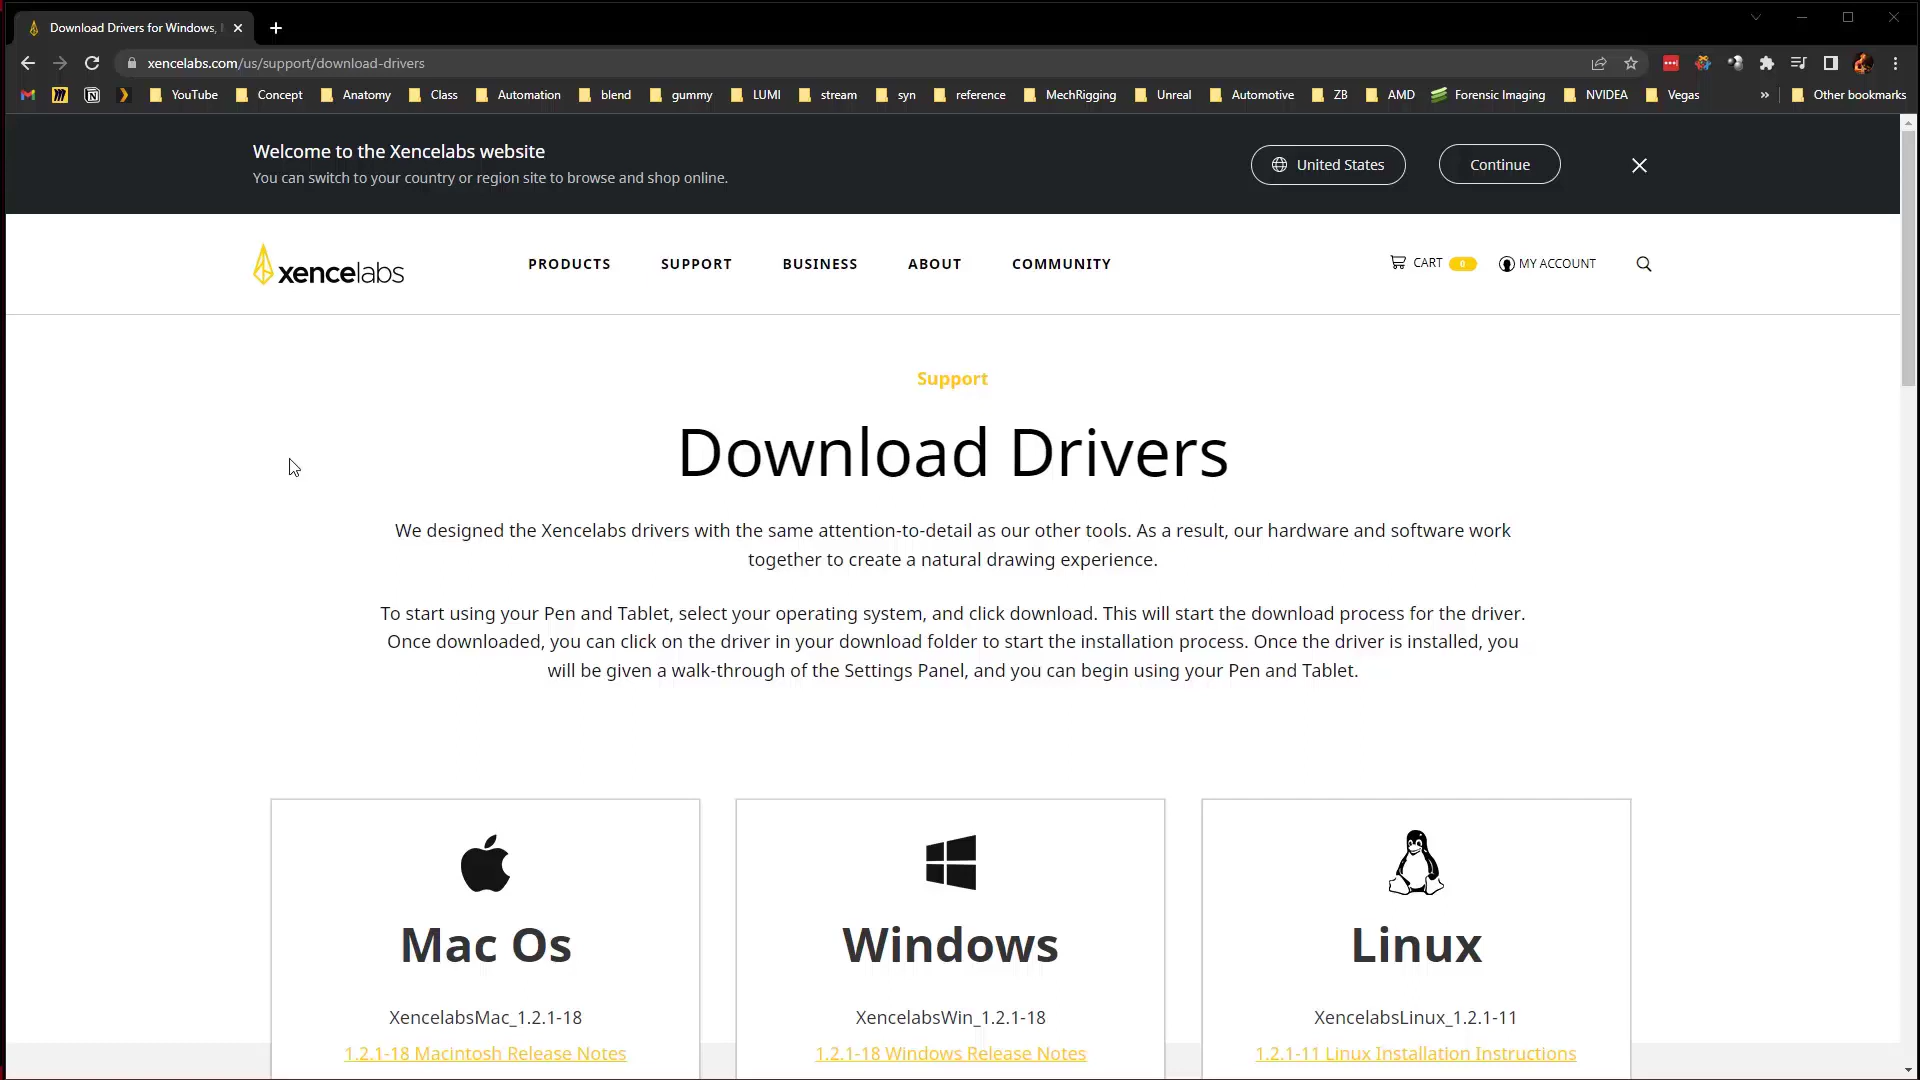 Download Drivers for Windows,
xencelabs.com/us/support/download-drivers
YouTube Concept Anatomy Class Automation blend gummy LUMI stream syn reference MechRigging Unreal Automotive ZB AMD Forensic Imaging NVIDEA Vegas » Other bookmarks
Welcome to the Xencelabs website
You can switch to your country or region site to browse and shop online.
United States
Continue
xencelabs
PRODUCTS SUPPORT BUSINESS ABOUT COMMUNITY
CART 0 MY ACCOUNT
Support
Download Drivers
We designed the Xencelabs drivers with the same attention-to-detail as our other tools. As a result, our hardware and software work
together to create a natural drawing experience.
To start using your Pen and Tablet, select your operating system, and click download. This will start the download process for the driver.
Once downloaded, you can click on the driver in your download folder to start the installation process. Once the driver is installed, you
will be given a walk-through of the Settings Panel, and you can begin using your Pen and Tablet.
Mac Os
XencelabsMac_1.2.1-18
1.2.1-18 Macintosh Release Notes
Windows
XencelabsWin_1.2.1-18
1.2.1-18 Windows Release Notes
Linux
XencelabsLinux_1.2.1-11
1.2.1-11 Linux Installation Instructions